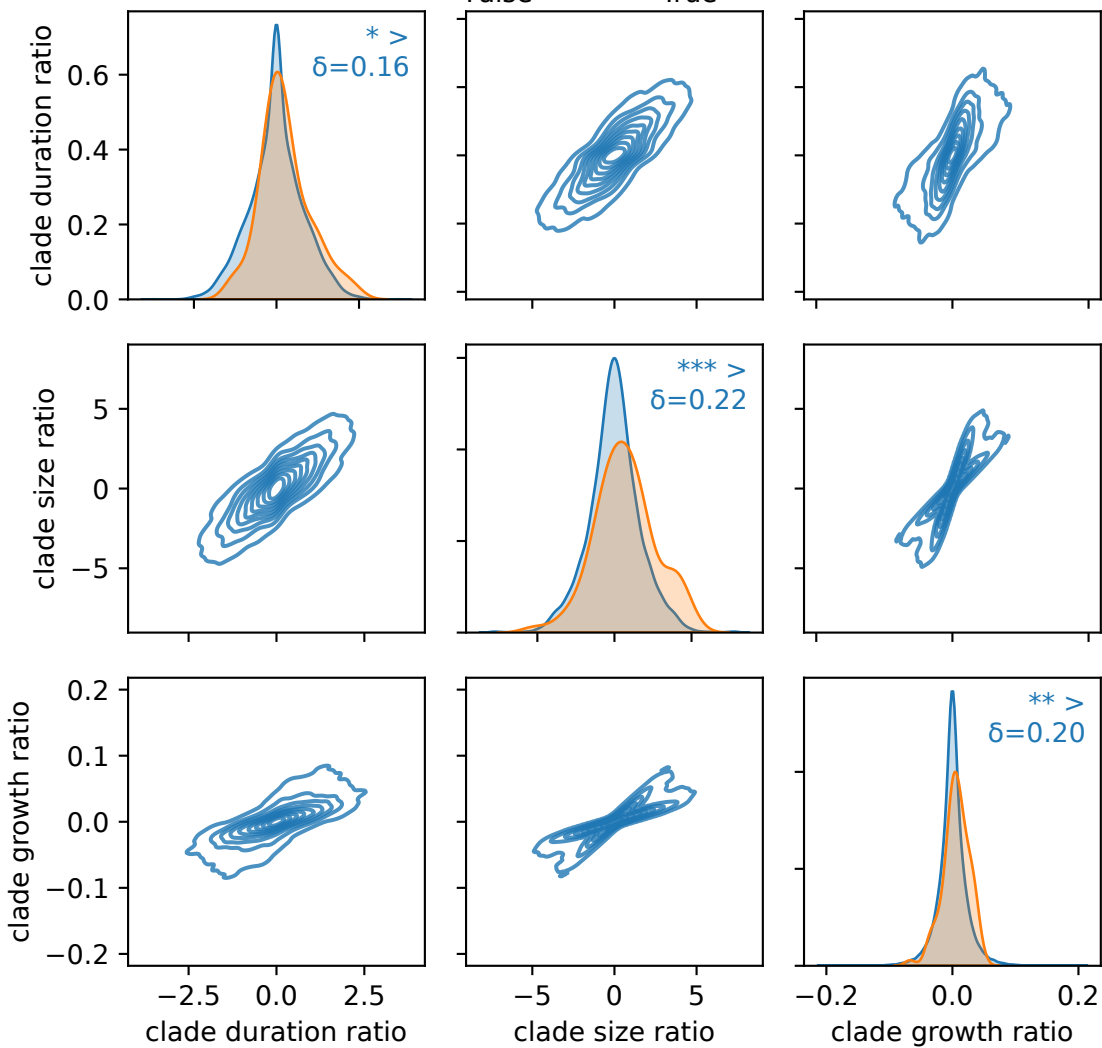 False True
clade duration ratio
0.6
0.4
0.2
0.0
* >
δ=0.16
clade size ratio
5
0
−5
*** >
δ=0.22
clade growth ratio
0.2
0.1
0.0
−0.1
−0.2
** >
δ=0.20
−2.5 0.0 2.5
−5 0 5
−0.2 0.0 0.2
clade duration ratio
clade size ratio
clade growth ratio